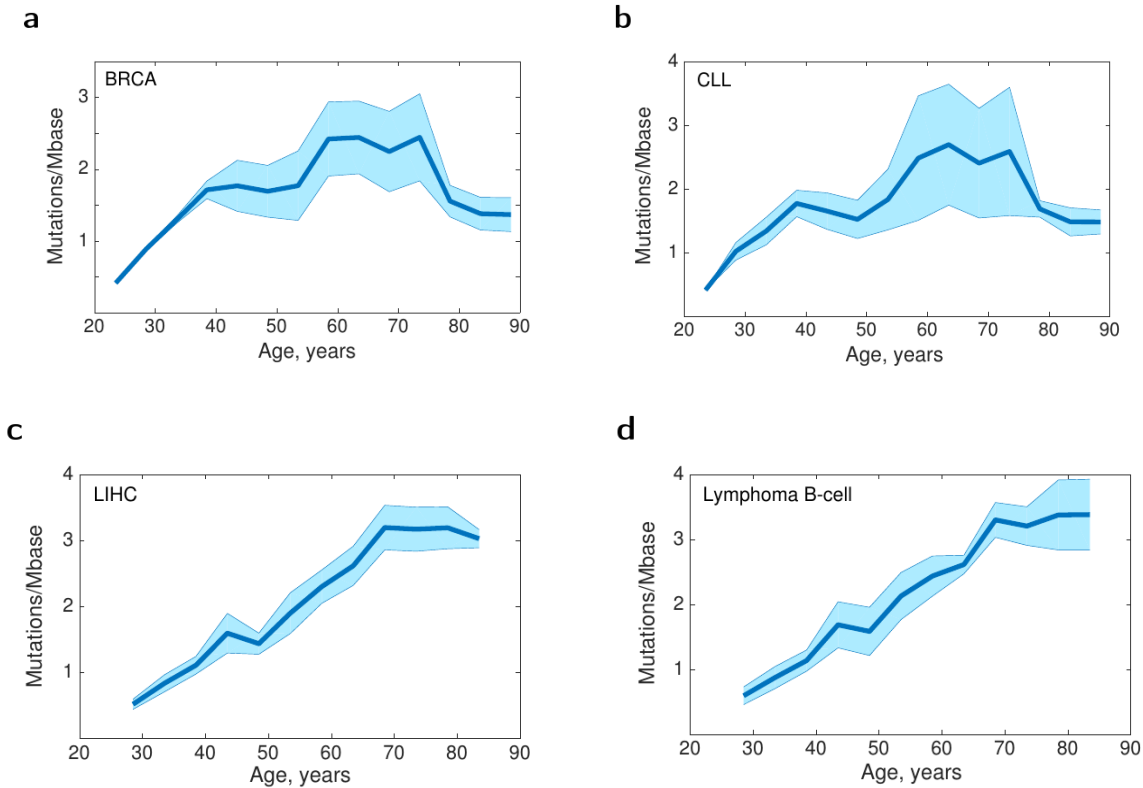 a
BRCA
Mutations/Mbase
3
2
1
20 30 40 50 60 70 80 90
Age, years
b
CLL
Mutations/Mbase
4
3
2
1
20 30 40 50 60 70 80 90
Age, years
c
LIHC
Mutations/Mbase
4
3
2
1
20 30 40 50 60 70 80 90
Age, years
d
Lymphoma B-cell
Mutations/Mbase
4
3
2
1
20 30 40 50 60 70 80 90
Age, years